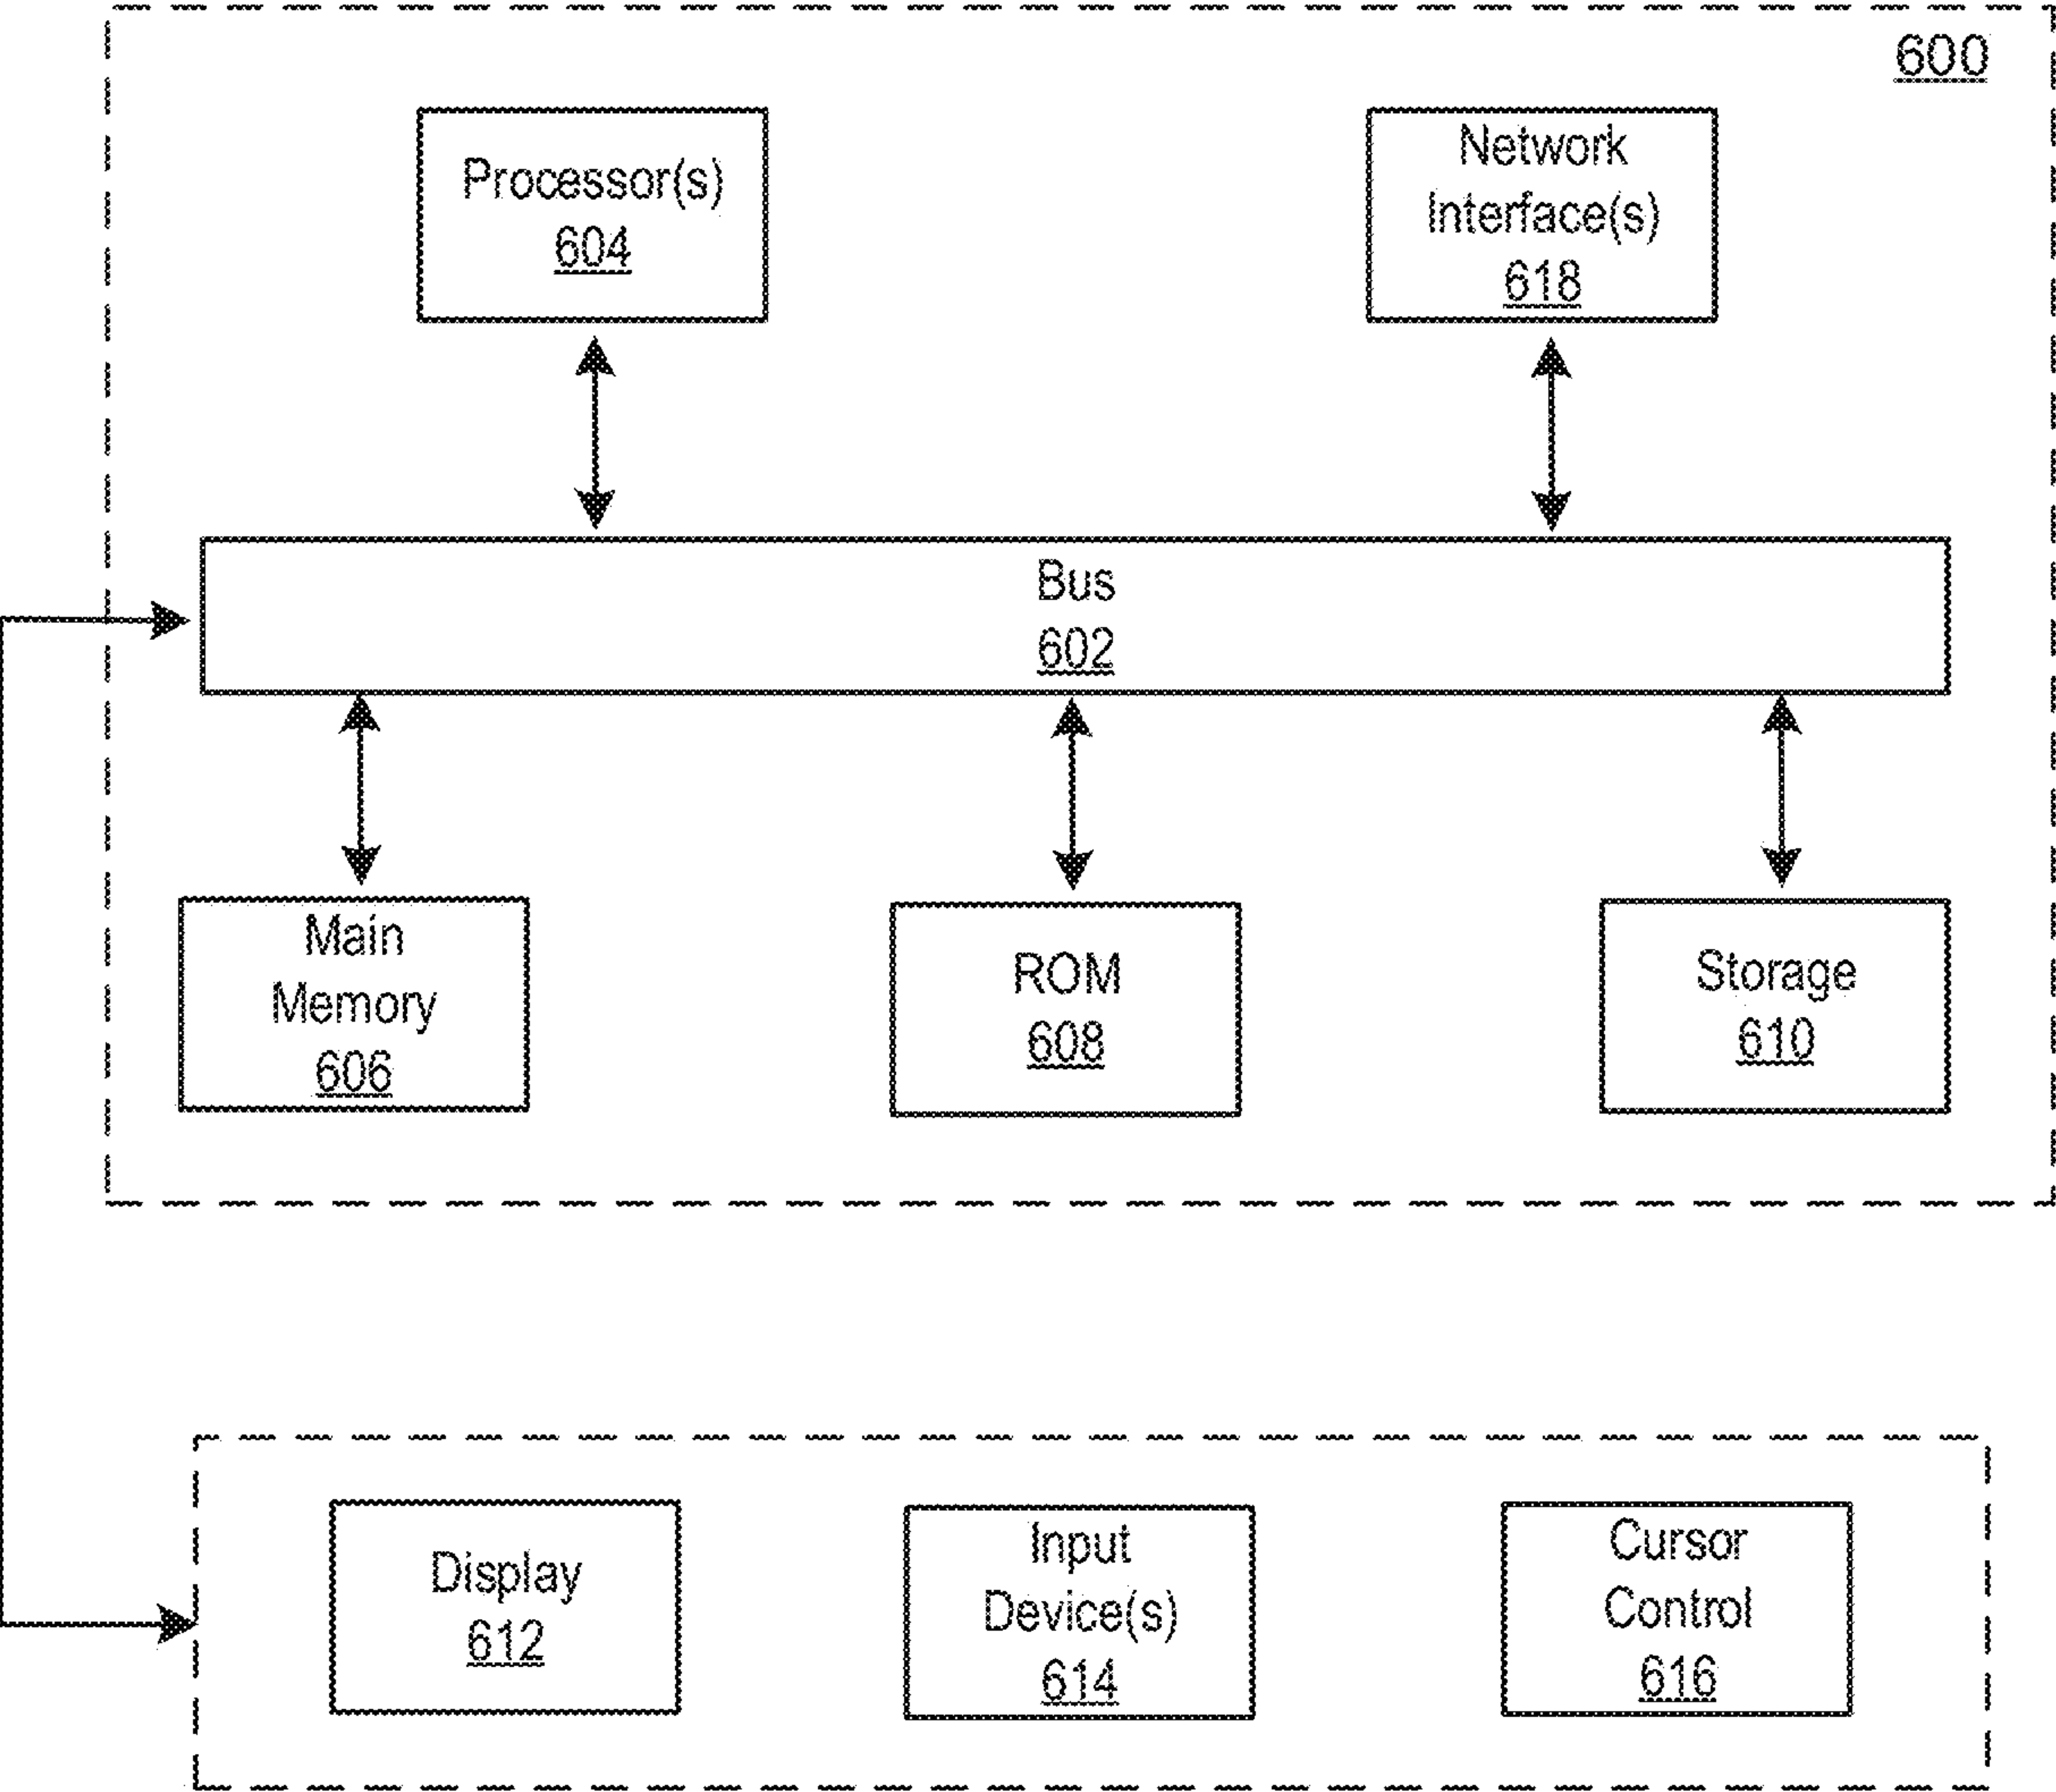 600
Processor(s)
604
Network
Interface(s)
618
Bus
602
Main
Memory
606
ROM
608
Storage
610
Display
612
Input
Device(s)
614
Cursor
Control
616